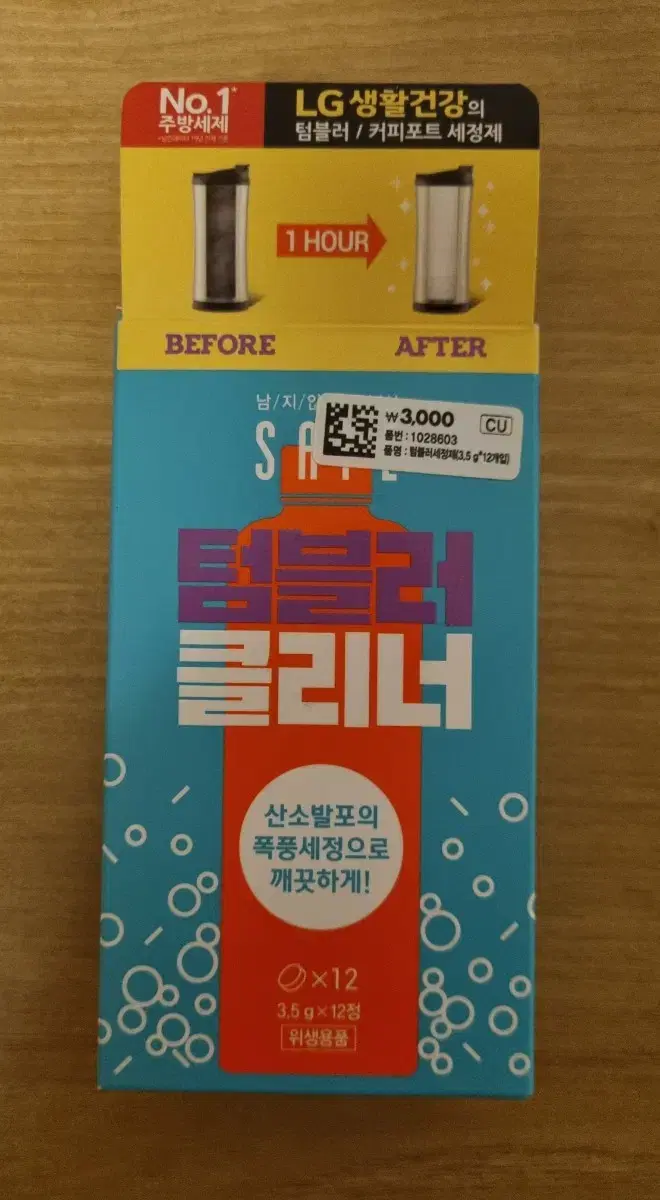 No.1*
주방세제
LG 생활건강의
텀블러 / 커피포트 세정제
1 HOUR
BEFORE
AFTER
₩3,000
CU
품번 : 1028603
품명 : 텀블러세정제(3.5 g*12개입)
텀블러
클리너
산소발포의
폭풍세정으로
깨끗하게!
×12
3.5 g×12정
위생용품